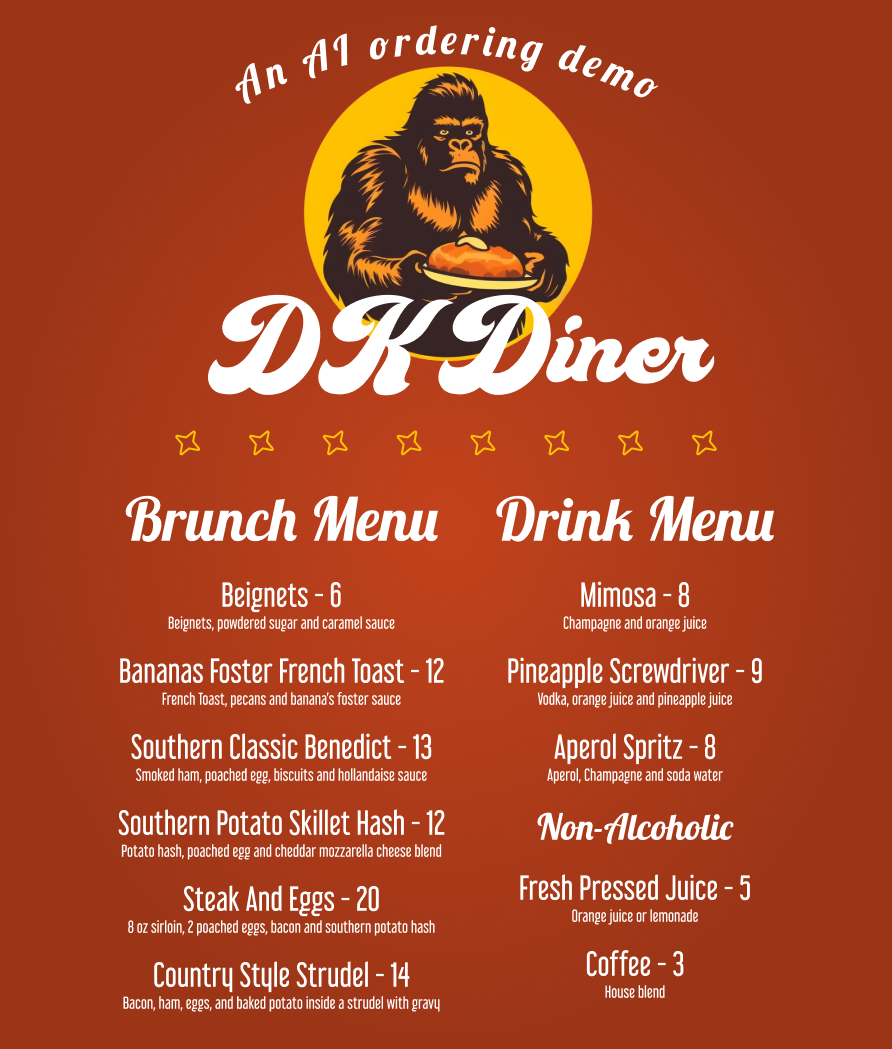 An AI ordering demo
DK Diner
Brunch Menu
Beignets - 6
Beignets, powdered sugar and caramel sauce
Bananas Foster French Toast - 12
French Toast, pecans and banana's foster sauce
Southern Classic Benedict - 13
Smoked ham, poached egg, biscuits and hollandaise sauce
Southern Potato Skillet Hash - 12
Potato hash, poached egg and cheddar mozzarella cheese blend
Steak And Eggs - 20
8 oz sirloin, 2 poached eggs, bacon and southern potato hash
Country Style Strudel - 14
Bacon, ham, eggs, and baked potato inside a strudel with gravy
Drink Menu
Mimosa - 8
Champagne and orange juice
Pineapple Screwdriver - 9
Vodka, orange juice and pineapple juice
Aperol Spritz - 8
Aperol, Champagne and soda water
Non-Alcoholic
Fresh Pressed Juice - 5
Orange juice or lemonade
Coffee - 3
House blend